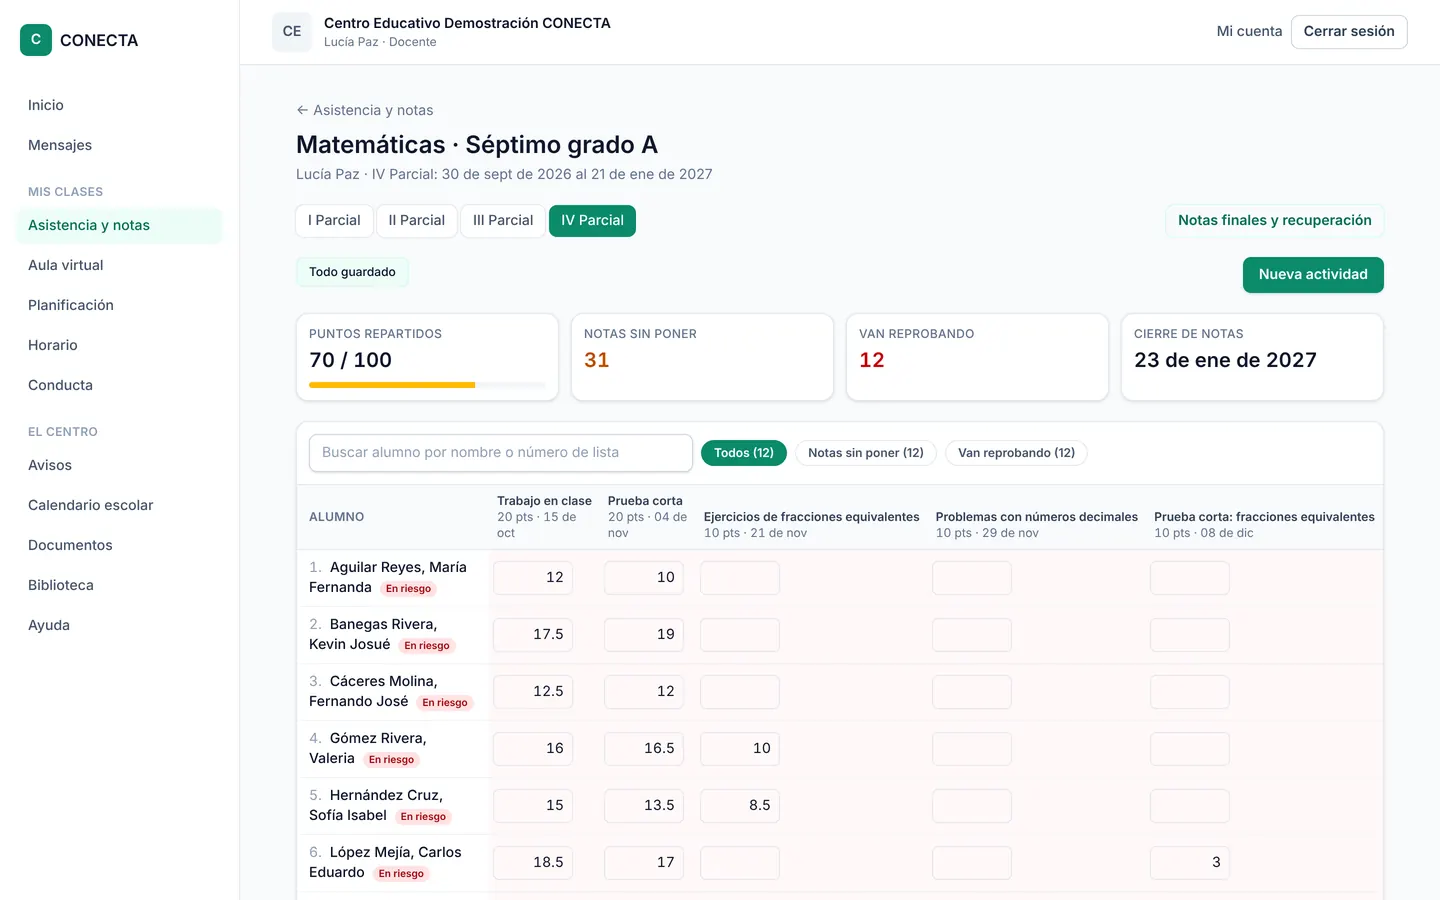 C CONECTA
CE
Centro Educativo Demostración CONECTA
Lucía Paz · Docente
Mi cuenta
Cerrar sesión
Inicio
Mensajes
MIS CLASES
Asistencia y notas
Aula virtual
Planificación
Horario
Conducta
EL CENTRO
Avisos
Calendario escolar
Documentos
Biblioteca
Ayuda
← Asistencia y notas
Matemáticas · Séptimo grado A
Lucía Paz · IV Parcial: 30 de sept de 2026 al 21 de ene de 2027
I Parcial
II Parcial
III Parcial
IV Parcial
Notas finales y recuperación
Todo guardado
Nueva actividad
PUNTOS REPARTIDOS
70 / 100
NOTAS SIN PONER
31
VAN REPROBANDO
12
CIERRE DE NOTAS
23 de ene de 2027
Buscar alumno por nombre o número de lista
Todos (12)
Notas sin poner (12)
Van reprobando (12)
ALUMNO
Trabajo en clase
20 pts · 15 de
oct
Prueba corta
20 pts · 04 de
nov
Ejercicios de fracciones equivalentes
10 pts · 21 de nov
Problemas con números decimales
10 pts · 29 de nov
Prueba corta: fracciones equivalentes
10 pts · 08 de dic
1. Aguilar Reyes, María
Fernanda En riesgo
12
10
2. Banegas Rivera,
Kevin Josué En riesgo
17.5
19
3. Cáceres Molina,
Fernando José En riesgo
12.5
12
4. Gómez Rivera,
Valeria En riesgo
16
16.5
10
5. Hernández Cruz,
Sofía Isabel En riesgo
15
13.5
8.5
6. López Mejía, Carlos
Eduardo En riesgo
18.5
17
3